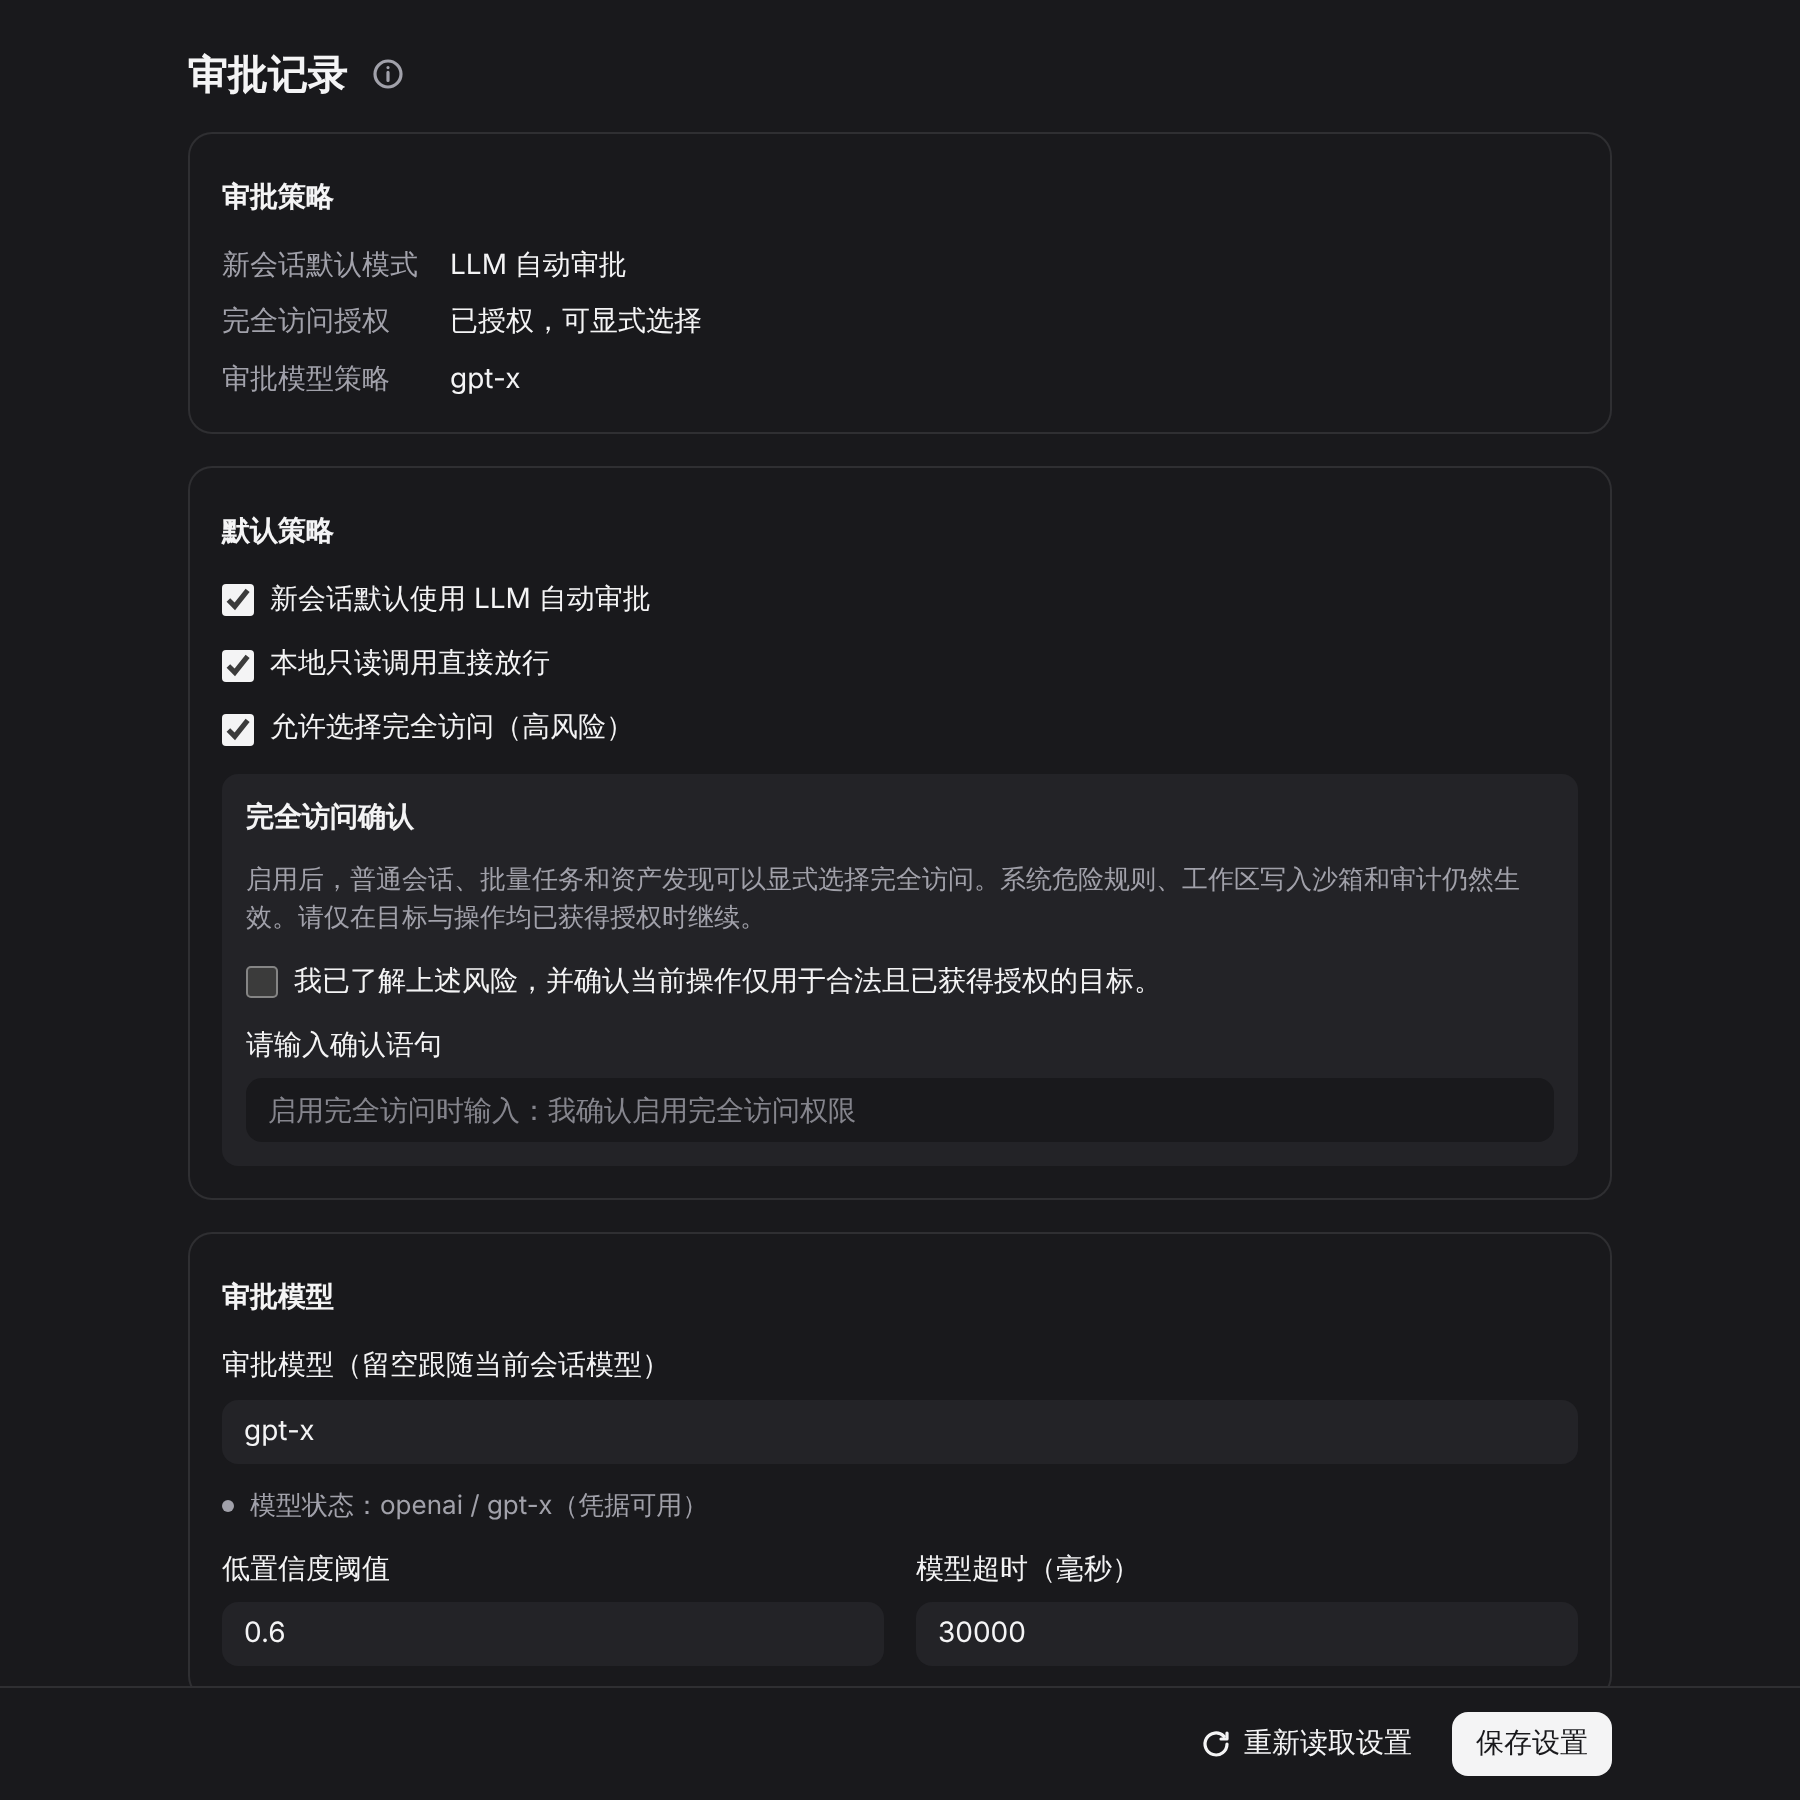 审批记录
审批策略
新会话默认模式 LLM 自动审批
完全访问授权 已授权，可显式选择
审批模型策略 gpt-x
默认策略
新会话默认使用 LLM 自动审批
本地只读调用直接放行
允许选择完全访问（高风险）
完全访问确认
启用后，普通会话、批量任务和资产发现可以显式选择完全访问。系统危险规则、工作区写入沙箱和审计仍然生
效。请仅在目标与操作均已获得授权时继续。
我已了解上述风险，并确认当前操作仅用于合法且已获得授权的目标。
请输入确认语句
启用完全访问时输入：我确认启用完全访问权限
审批模型
审批模型（留空跟随当前会话模型）
gpt-x
模型状态：openai / gpt-x（凭据可用）
低置信度阈值 模型超时（毫秒）
0.6 30000
重新读取设置 保存设置